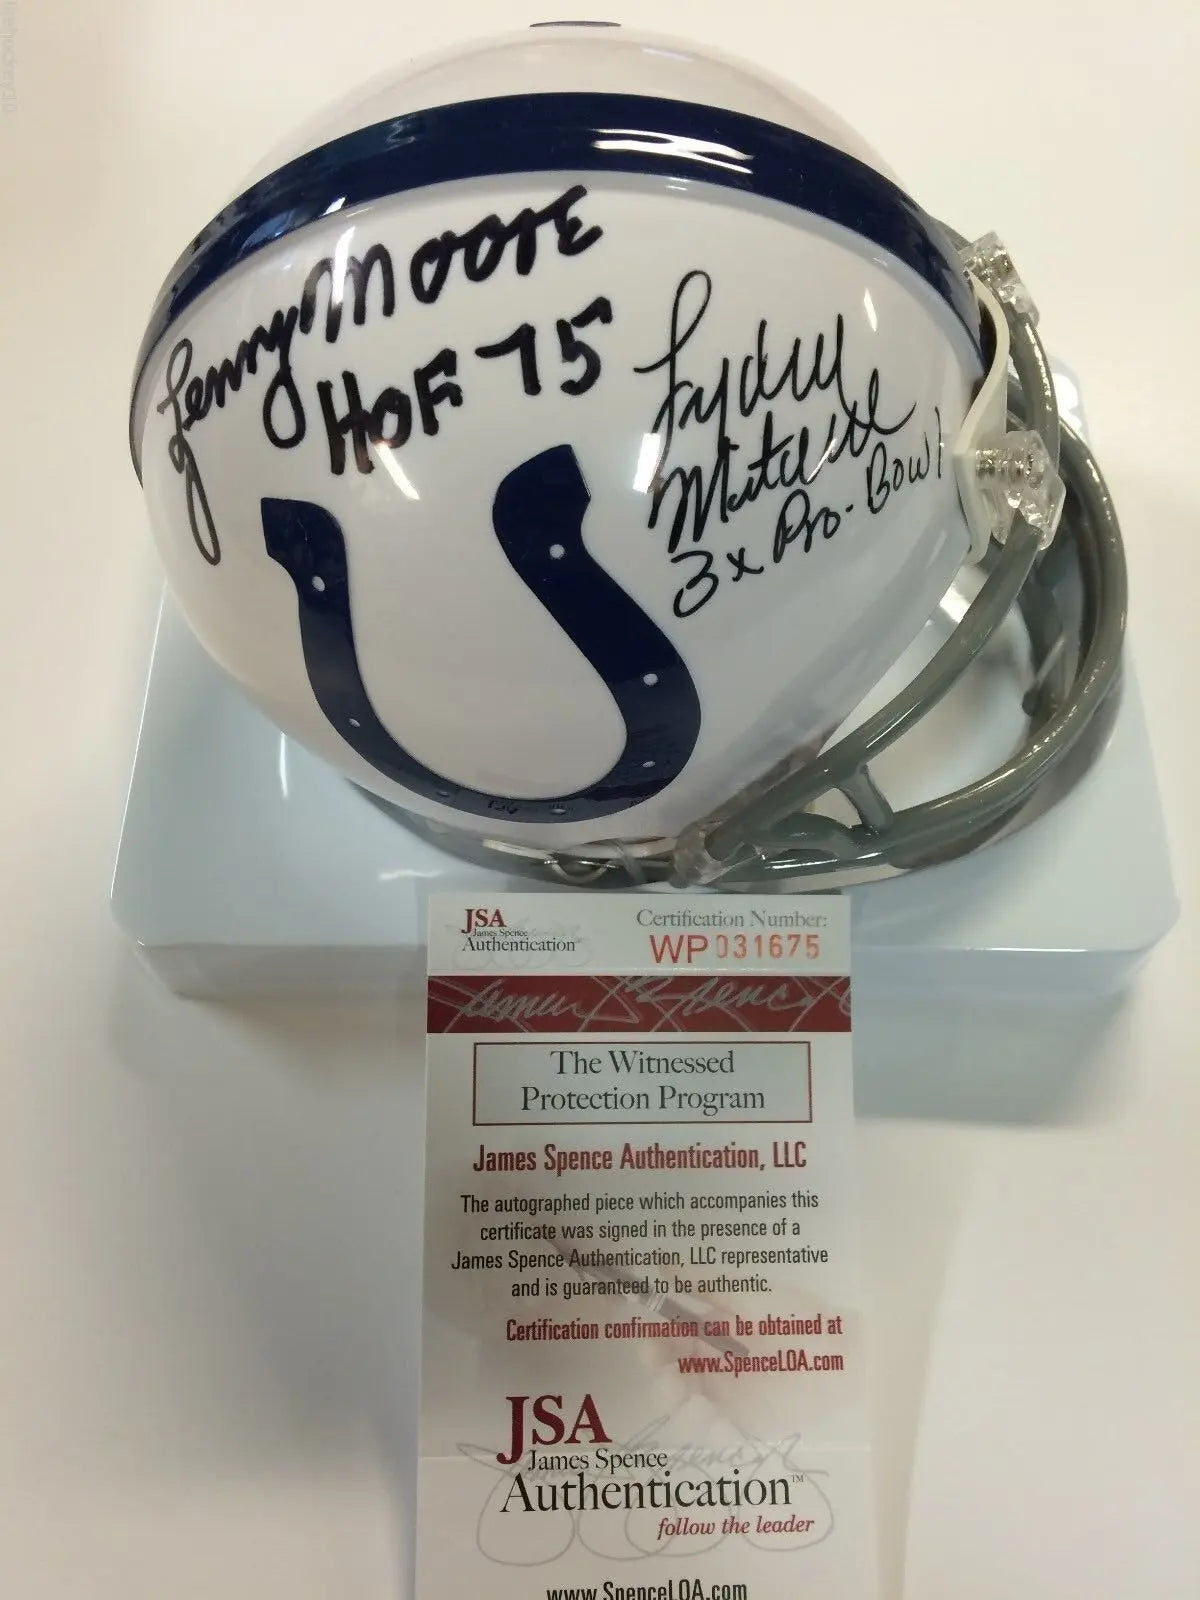 Lenny Moore
HOF 75
Lydell
Mitchell
3x Pro-Bowl
JSA
James Spence
Authentication
Certification Number:
WP031675
The Witnessed
Protection Program
James Spence Authentication, LLC
The autographed piece which accompanies this
certificate was signed in the presence of a
James Spence Authentication, LLC representative
and is guaranteed to be authentic.
Certification confirmation can be obtained at
www.SpenceLOA.com
JSA
James Spence
Authentication™
follow the leader
www.SpenceLOA.com